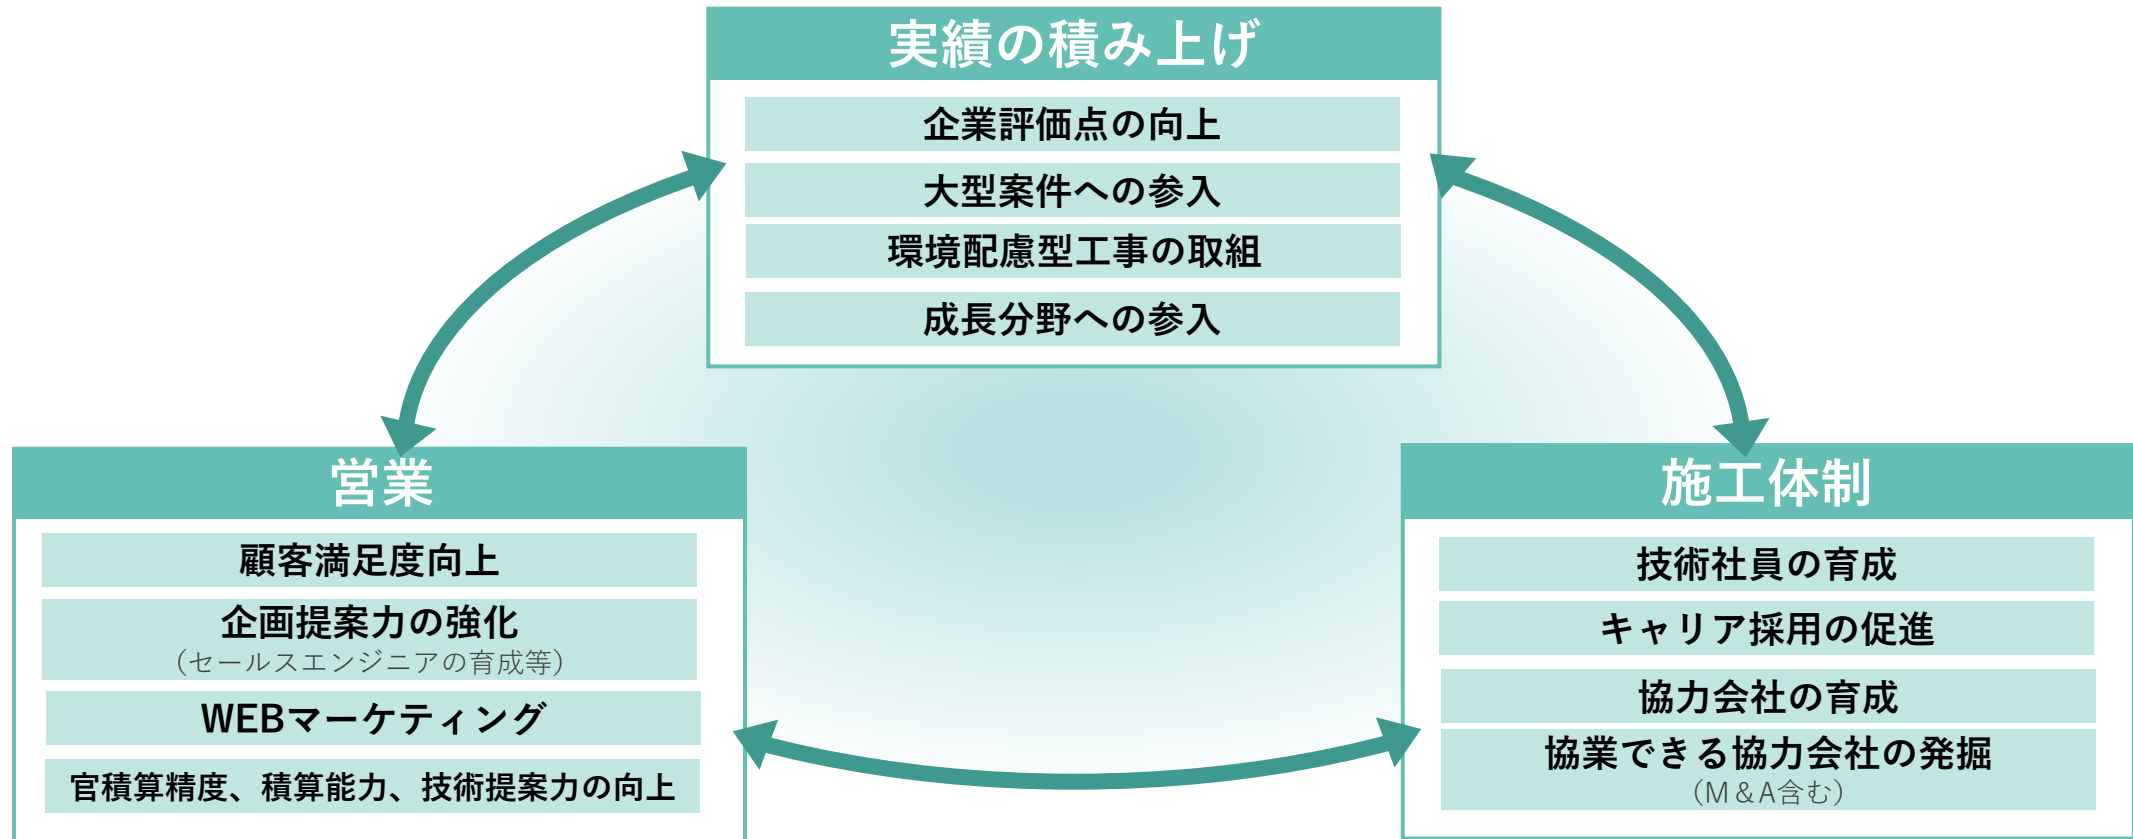 実績の積み上げ
企業評価点の向上
大型案件への参入
環境配慮型工事の取組
成長分野への参入
営業
顧客満足度向上
企画提案力の強化
（セールスエンジニアの育成等）
WEBマーケティング
官積算精度、積算能力、技術提案力の向上
施工体制
技術社員の育成
キャリア採用の促進
協力会社の育成
協業できる協力会社の発掘
（M＆A含む）